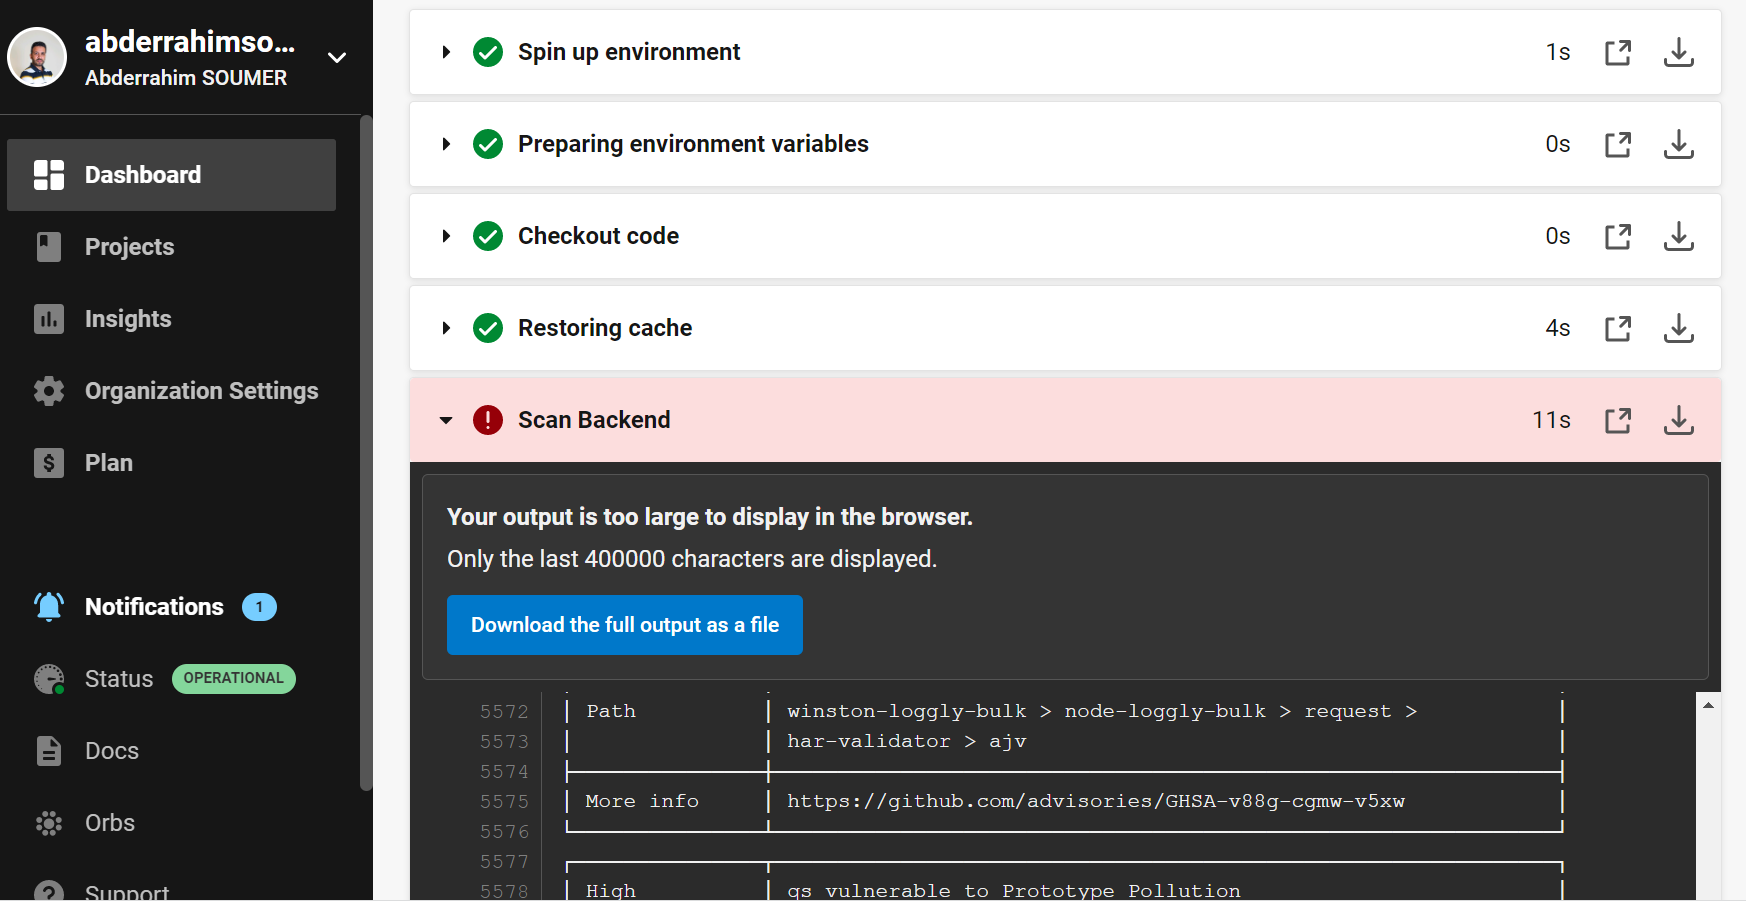 abderrahimso...
Abderrahim SOUMER
Dashboard
Projects
Insights
Organization Settings
Plan
Notifications 1
Status OPERATIONAL
Docs
Orbs
Support
Spin up environment 1s
Preparing environment variables 0s
Checkout code 0s
Restoring cache 4s
Scan Backend 11s
Your output is too large to display in the browser.
Only the last 400000 characters are displayed.
Download the full output as a file
5572 │ Path │ winston-loggly-bulk > node-loggly-bulk > request > │
5573 │ │ har-validator > ajv │
5574
5575 │ More info │ https://github.com/advisories/GHSA-v88g-cgmw-v5xw │
5576
5577
5578 │ High │ qs vulnerable to Prototype Pollution │